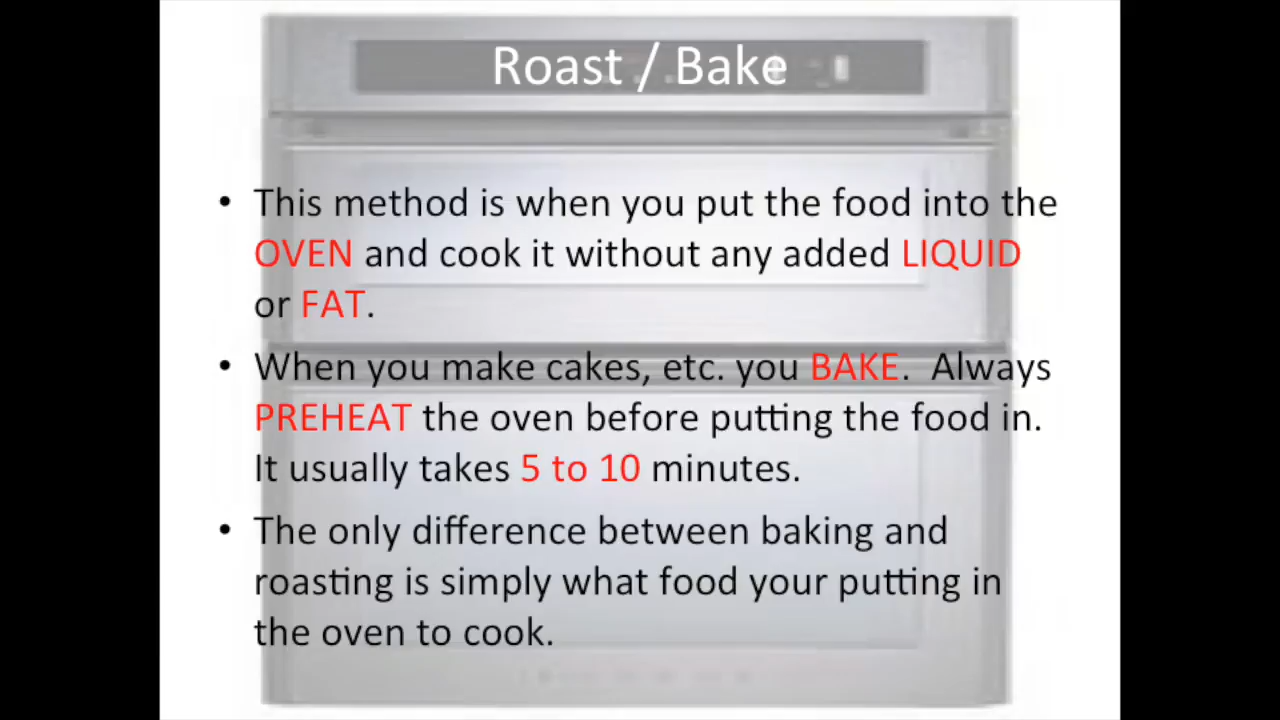 Roast / Bake
• This method is when you put the food into the
OVEN and cook it without any added LIQUID
or FAT.
• When you make cakes, etc. you BAKE.  Always
PREHEAT the oven before putting the food in.
It usually takes 5 to 10 minutes.
• The only difference between baking and
roasting is simply what food your putting in
the oven to cook.